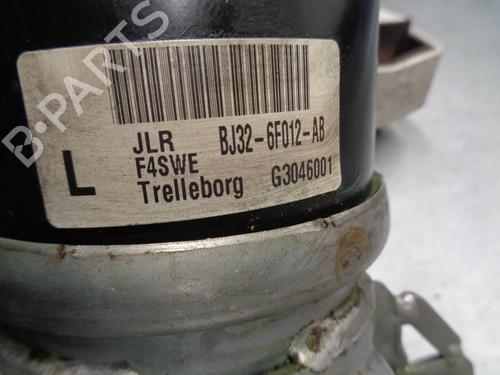 B-PARTS
JLR BJ32-6F012-AB
F4SWE
L Trelleborg G3046001